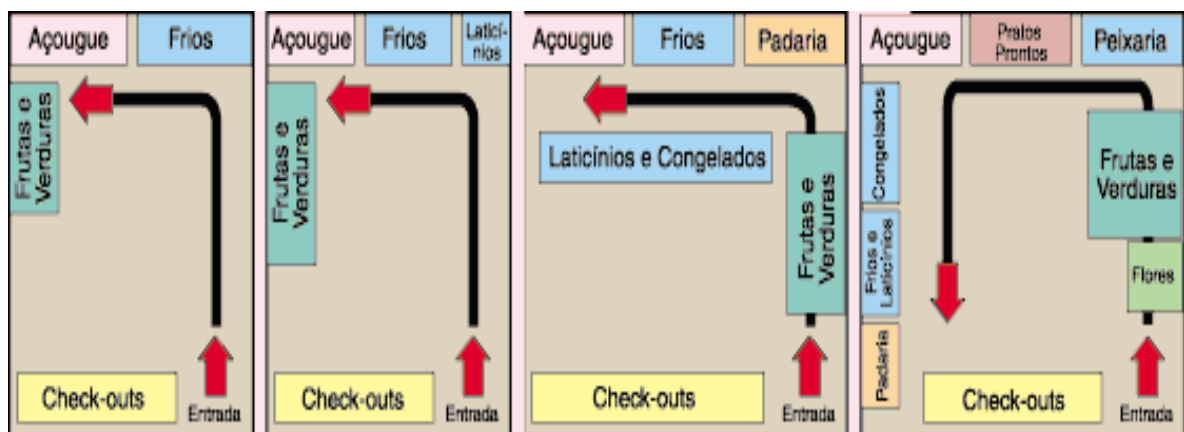 Açougue
Frios
Frutas e
Verduras
Check-outs
Entrada
Açougue
Frios
Laticí-
nios
Frutas e
Verduras
Check-outs
Entrada
Açougue
Frios
Padaria
Laticínios e Congelados
Frutas e
Verduras
Check-outs
Entrada
Açougue
Pratos
Prontos
Peixaria
Congelados
Frutas e
Verduras
Frios e
Laticínios
Flores
Padaria
Check-outs
Entrada